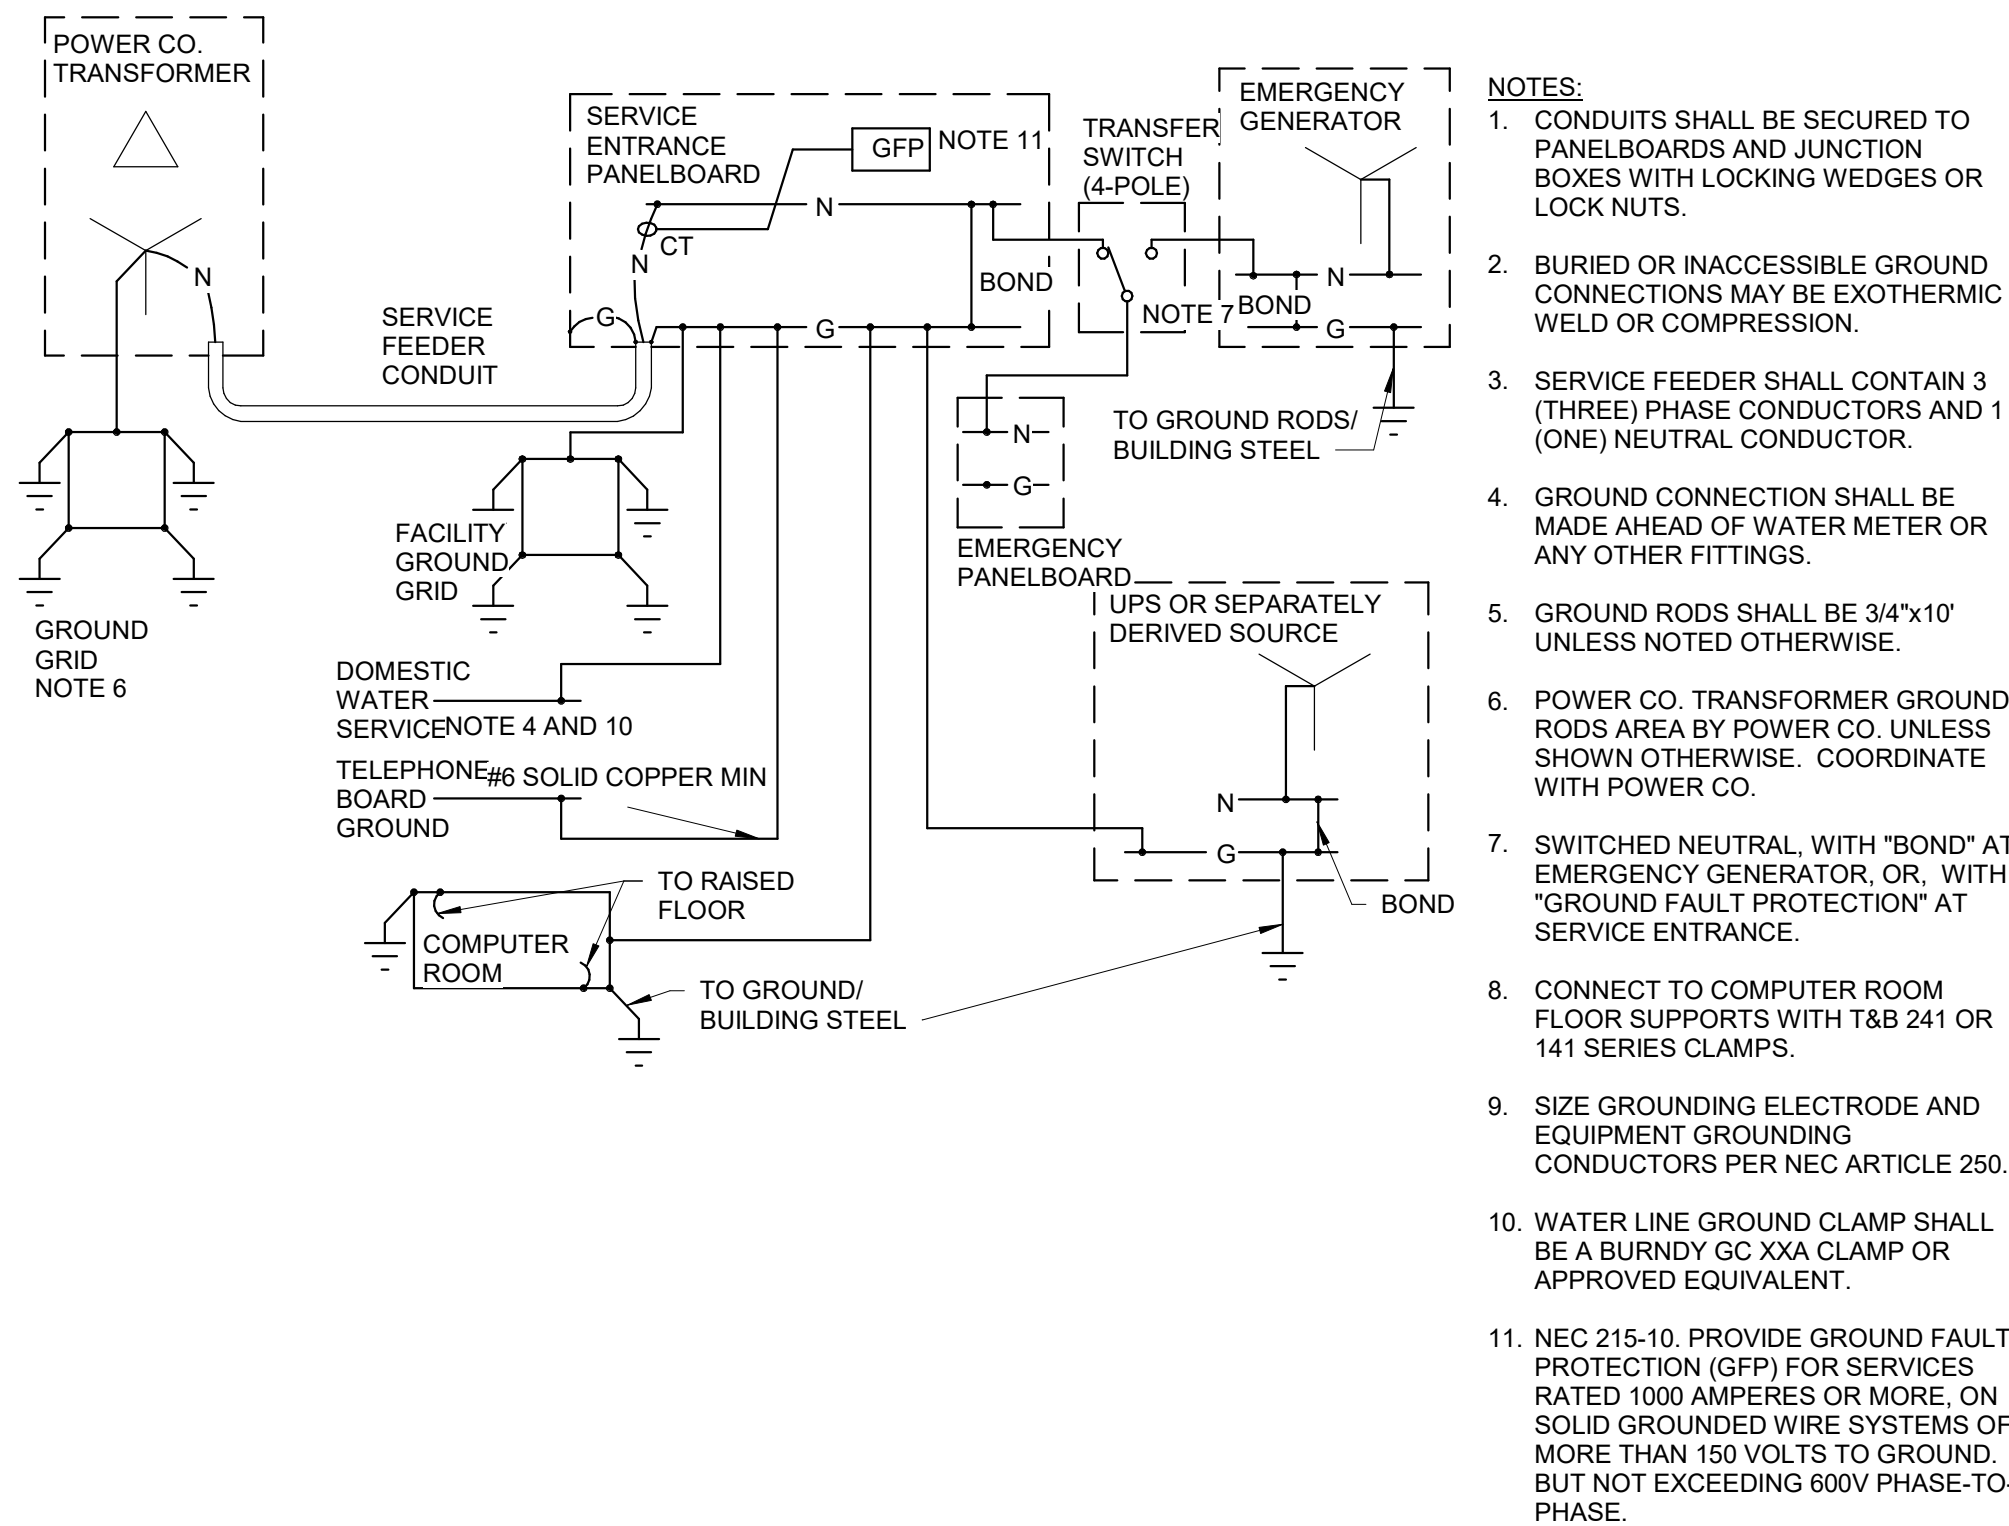 POWER CO.
TRANSFORMER
N
GROUND
GRID
NOTE 6
SERVICE
FEEDER
CONDUIT
SERVICE
ENTRANCE
PANELBOARD
GFP
NOTE 11
N
CT
N
G
G
BOND
TRANSFER
SWITCH
(4-POLE)
NOTE 7
EMERGENCY
GENERATOR
N
BOND
G
TO GROUND RODS/
BUILDING STEEL
N
G
EMERGENCY
PANELBOARD
FACILITY
GROUND
GRID
DOMESTIC
WATER
SERVICE
NOTE 4 AND 10
TELEPHONE
BOARD
GROUND
#6 SOLID COPPER MIN
UPS OR SEPARATELY
DERIVED SOURCE
N
G
BOND
TO RAISED
FLOOR
COMPUTER
ROOM
TO GROUND/
BUILDING STEEL
NOTES:
1. CONDUITS SHALL BE SECURED TO
PANELBOARDS AND JUNCTION
BOXES WITH LOCKING WEDGES OR
LOCK NUTS.
2. BURIED OR INACCESSIBLE GROUND
CONNECTIONS MAY BE EXOTHERMIC
WELD OR COMPRESSION.
3. SERVICE FEEDER SHALL CONTAIN 3
(THREE) PHASE CONDUCTORS AND 1
(ONE) NEUTRAL CONDUCTOR.
4. GROUND CONNECTION SHALL BE
MADE AHEAD OF WATER METER OR
ANY OTHER FITTINGS.
5. GROUND RODS SHALL BE 3/4"x10'
UNLESS NOTED OTHERWISE.
6. POWER CO. TRANSFORMER GROUND
RODS AREA BY POWER CO. UNLESS
SHOWN OTHERWISE. COORDINATE
WITH POWER CO.
7. SWITCHED NEUTRAL, WITH "BOND" AT
EMERGENCY GENERATOR, OR, WITH
"GROUND FAULT PROTECTION" AT
SERVICE ENTRANCE.
8. CONNECT TO COMPUTER ROOM
FLOOR SUPPORTS WITH T&B 241 OR
141 SERIES CLAMPS.
9. SIZE GROUNDING ELECTRODE AND
EQUIPMENT GROUNDING
CONDUCTORS PER NEC ARTICLE 250.
10. WATER LINE GROUND CLAMP SHALL
BE A BURNDY GC XXA CLAMP OR
APPROVED EQUIVALENT.
11. NEC 215-10. PROVIDE GROUND FAULT
PROTECTION (GFP) FOR SERVICES
RATED 1000 AMPERES OR MORE, ON
SOLID GROUNDED WIRE SYSTEMS OF
MORE THAN 150 VOLTS TO GROUND.
BUT NOT EXCEEDING 600V PHASE-TO-
PHASE.